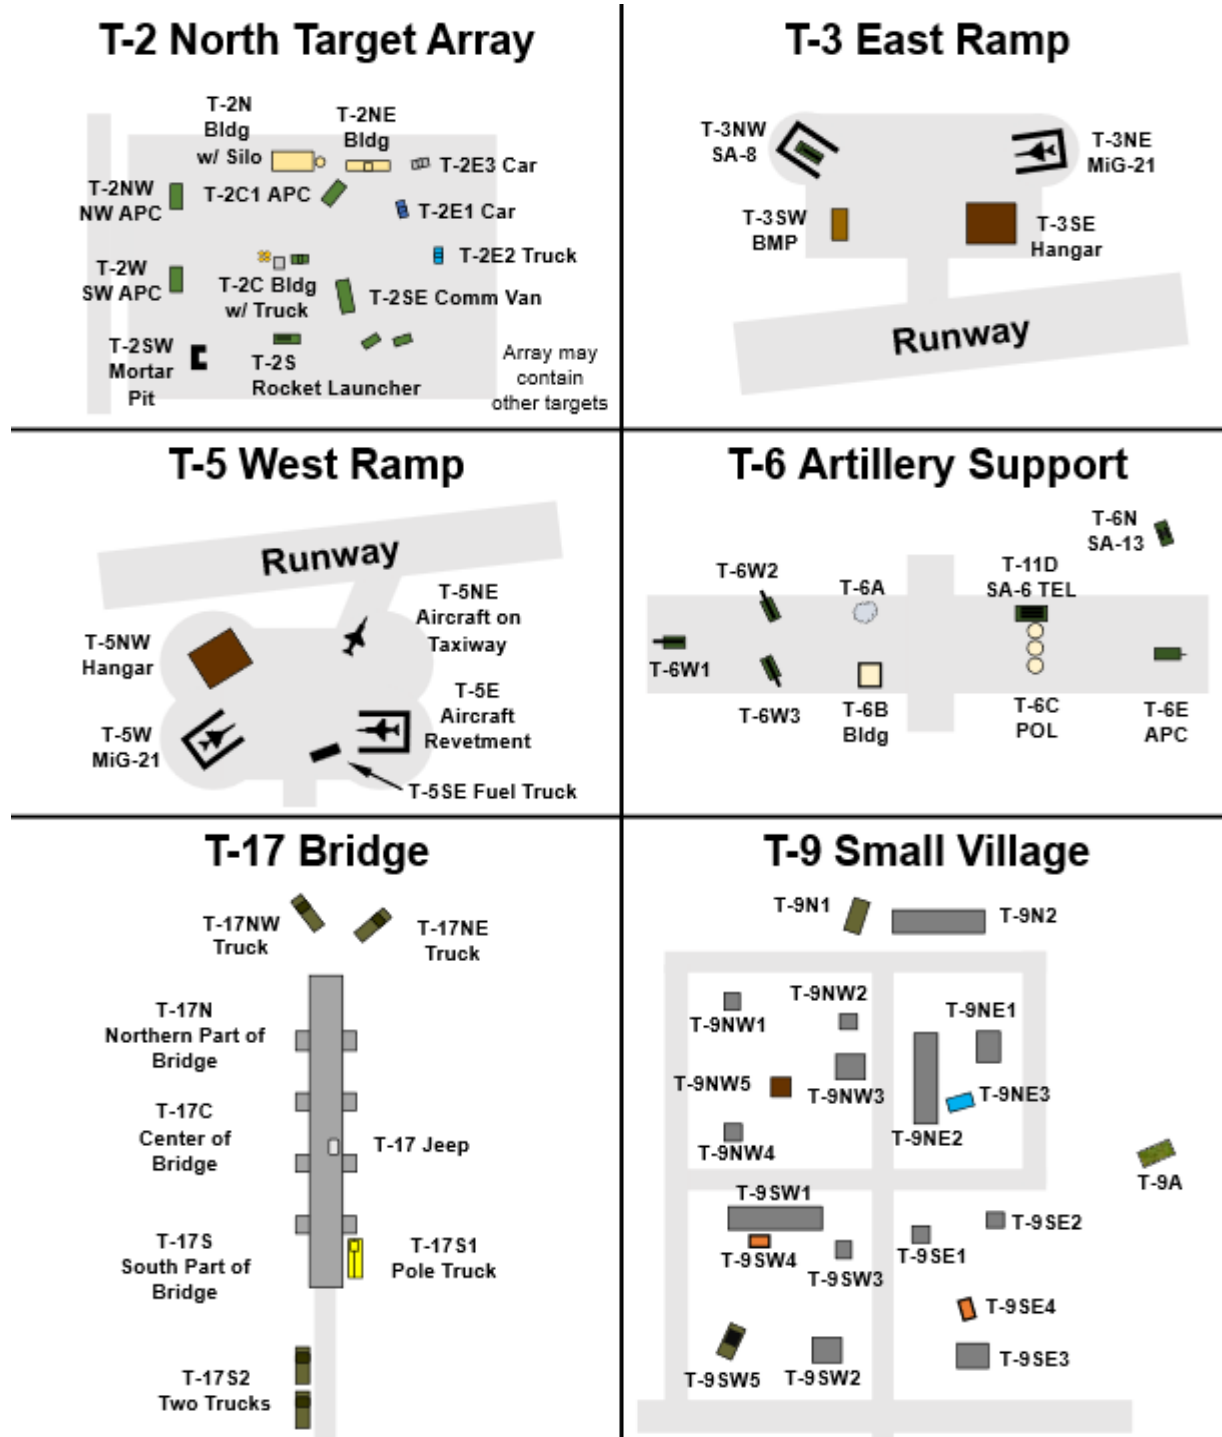 T-2 North Target Array
T-2N
Bldg
w/ Silo
T-2NE
Bldg
T-2E3 Car
T-2NW
NW APC
T-2C1 APC
T-2E1 Car
T-2E2 Truck
T-2W
SW APC
T-2C Bldg
w/ Truck
T-2SE Comm Van
T-2SW
Mortar
Pit
T-2S
Rocket Launcher
Array may
contain
other targets
T-3 East Ramp
T-3NW
SA-8
T-3NE
MiG-21
T-3SW
BMP
T-3SE
Hangar
Runway
T-5 West Ramp
Runway
T-5NE
Aircraft on
Taxiway
T-5NW
Hangar
T-5E
Aircraft
Revetment
T-5W
MiG-21
T-5SE Fuel Truck
T-6 Artillery Support
T-6N
SA-13
T-6W2
T-6A
T-11D
SA-6 TEL
T-6W1
T-6W3
T-6B
Bldg
T-6C
POL
T-6E
APC
T-17 Bridge
T-17NW
Truck
T-17NE
Truck
T-17N
Northern Part of
Bridge
T-17C
Center of
Bridge
T-17 Jeep
T-17S
South Part of
Bridge
T-17S1
Pole Truck
T-17S2
Two Trucks
T-9 Small Village
T-9N1
T-9N2
T-9NW2
T-9NW1
T-9NE1
T-9NW5
T-9NW3
T-9NE3
T-9NE2
T-9NW4
T-9A
T-9SW1
T-9SE2
T-9SW4
T-9SW3
T-9SE1
T-9SE4
T-9SW5
T-9SW2
T-9SE3